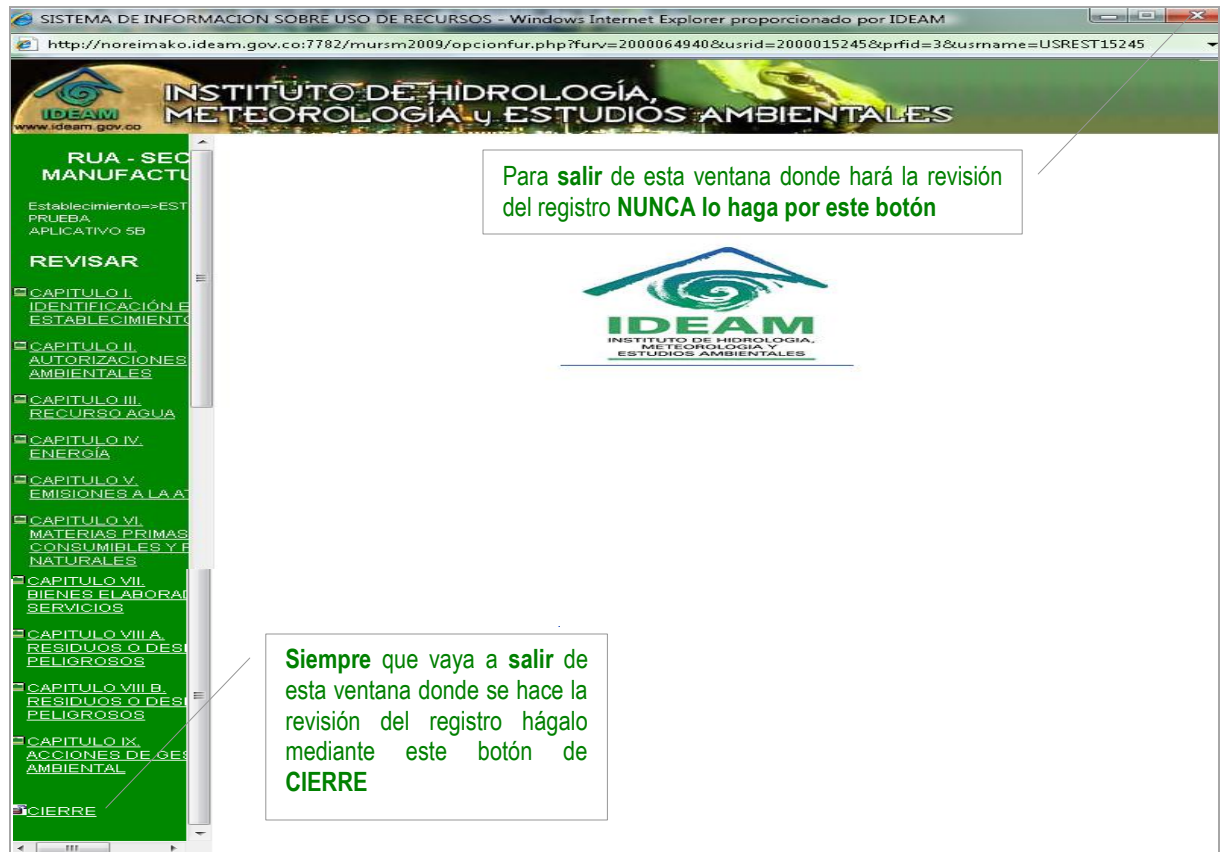 SISTEMA DE INFORMACION SOBRE USO DE RECURSOS - Windows Internet Explorer proporcionado por IDEAM
http://noreimako.ideam.gov.co:7782/mursm2009/opcionfur.php?furv=2000064940&usrid=2000015245&prfid=3&usrname=USREST15245
INSTITUTO DE HIDROLOGÍA,
METEOROLOGÍA y ESTUDIOS AMBIENTALES
IDEAM
www.ideam.gov.co
RUA - SEC
MANUFACTU
Establecimiento=>EST
PRUEBA
APLICATIVO 5B
REVISAR
CAPITULO I.
IDENTIFICACIÓN E
ESTABLECIMIENTO
CAPITULO II.
AUTORIZACIONES
AMBIENTALES
CAPITULO III.
RECURSO AGUA
CAPITULO IV.
ENERGÍA
CAPITULO V.
EMISIONES A LA AT
CAPITULO VI.
MATERIAS PRIMAS
CONSUMIBLES Y F
NATURALES
CAPITULO VII.
BIENES ELABORAD
SERVICIOS
CAPITULO VIII A.
RESIDUOS O DESE
PELIGROSOS
CAPITULO VIII B.
RESIDUOS O DESE
PELIGROSOS
CAPITULO IX.
ACCIONES DE GES
AMBIENTAL
CIERRE
Para salir de esta ventana donde hará la revisión
del registro NUNCA lo haga por este botón
IDEAM
INSTITUTO DE HIDROLOGIA,
METEOROLOGIA Y
ESTUDIOS AMBIENTALES
Siempre que vaya a salir de
esta ventana donde se hace la
revisión del registro hágalo
mediante este botón de
CIERRE